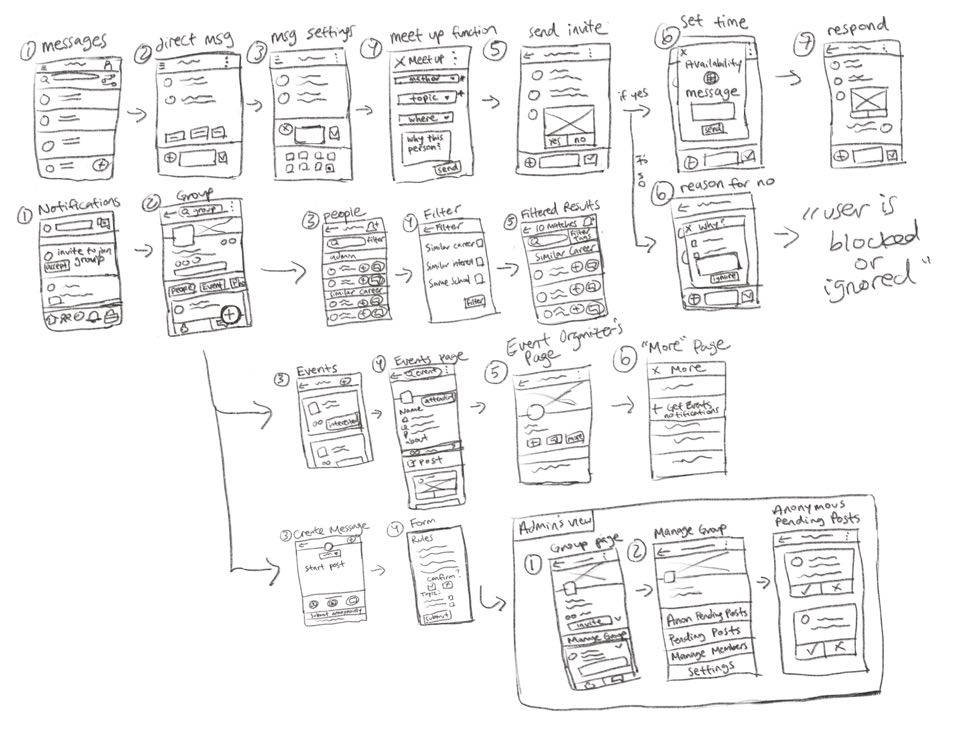 ① messages
② direct msg
③ msg settings
④ meet up function
X Meet up
method
topic
where
why this
person?
send
⑤ send invite
yes no
if yes
if no
⑥ set time
X
Availability
message
send
⑦ respond
⑥ reason for no
X why
ignore
"user is
blocked
or
ignored"
① Notifications
invite to join
group
accept
② Group
group
People Event
③ people
filter
admin
Similar Career
④ Filter
Filter
Similar career
Similar interest
Same school
Filter
⑤ Filtered Results
10 Matches
Filter
Tags
Similar Career
③ Events
interested
④ Events page
event
Name
about
post
⑤ Event Organizer's
Page
more
⑥ "More" Page
X More
+ Get Events
notifications
③ Create Message
start post
Submit anonymously
④ Form
Rules
confirm?
Topic:
Submit
Admin's view
① Group page
invite
Manage Group
② Manage Group
Anon Pending Posts
Pending Posts
Manage Members
Settings
Anonymous
Pending Posts